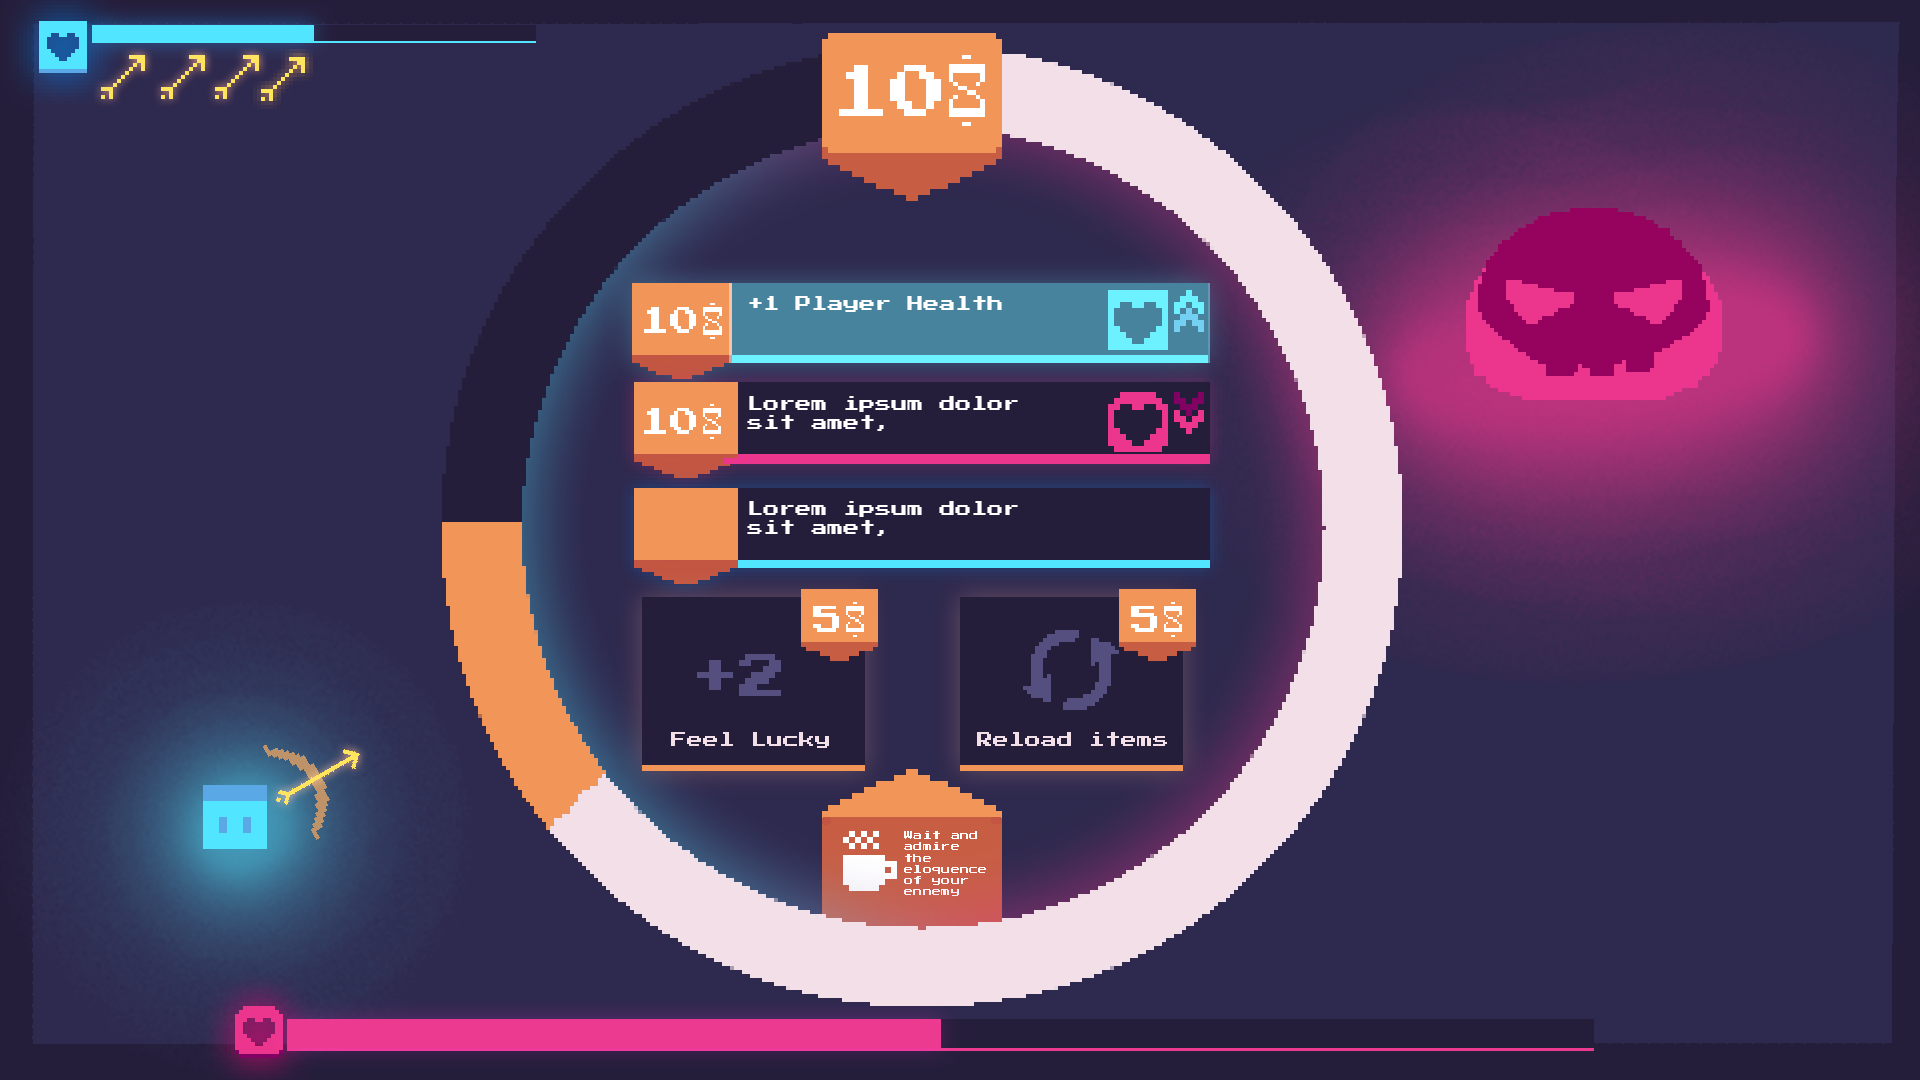 10
10
+1 Player Health
10
Lorem ipsum dolor
sit amet,
Lorem ipsum dolor
sit amet,
5
+2
Feel Lucky
5
Reload items
Wait and
admire
the
eloquence
of your
ennemy